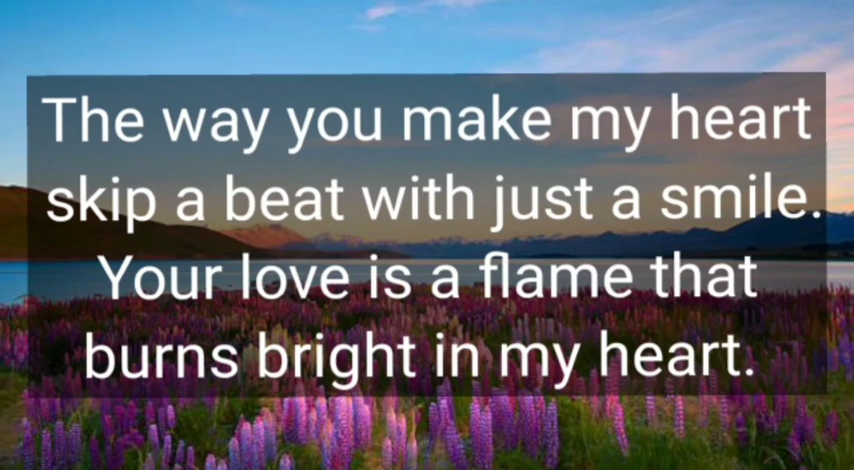 The way you make my heart
skip a beat with just a smile.
Your love is a flame that
burns bright in my heart.